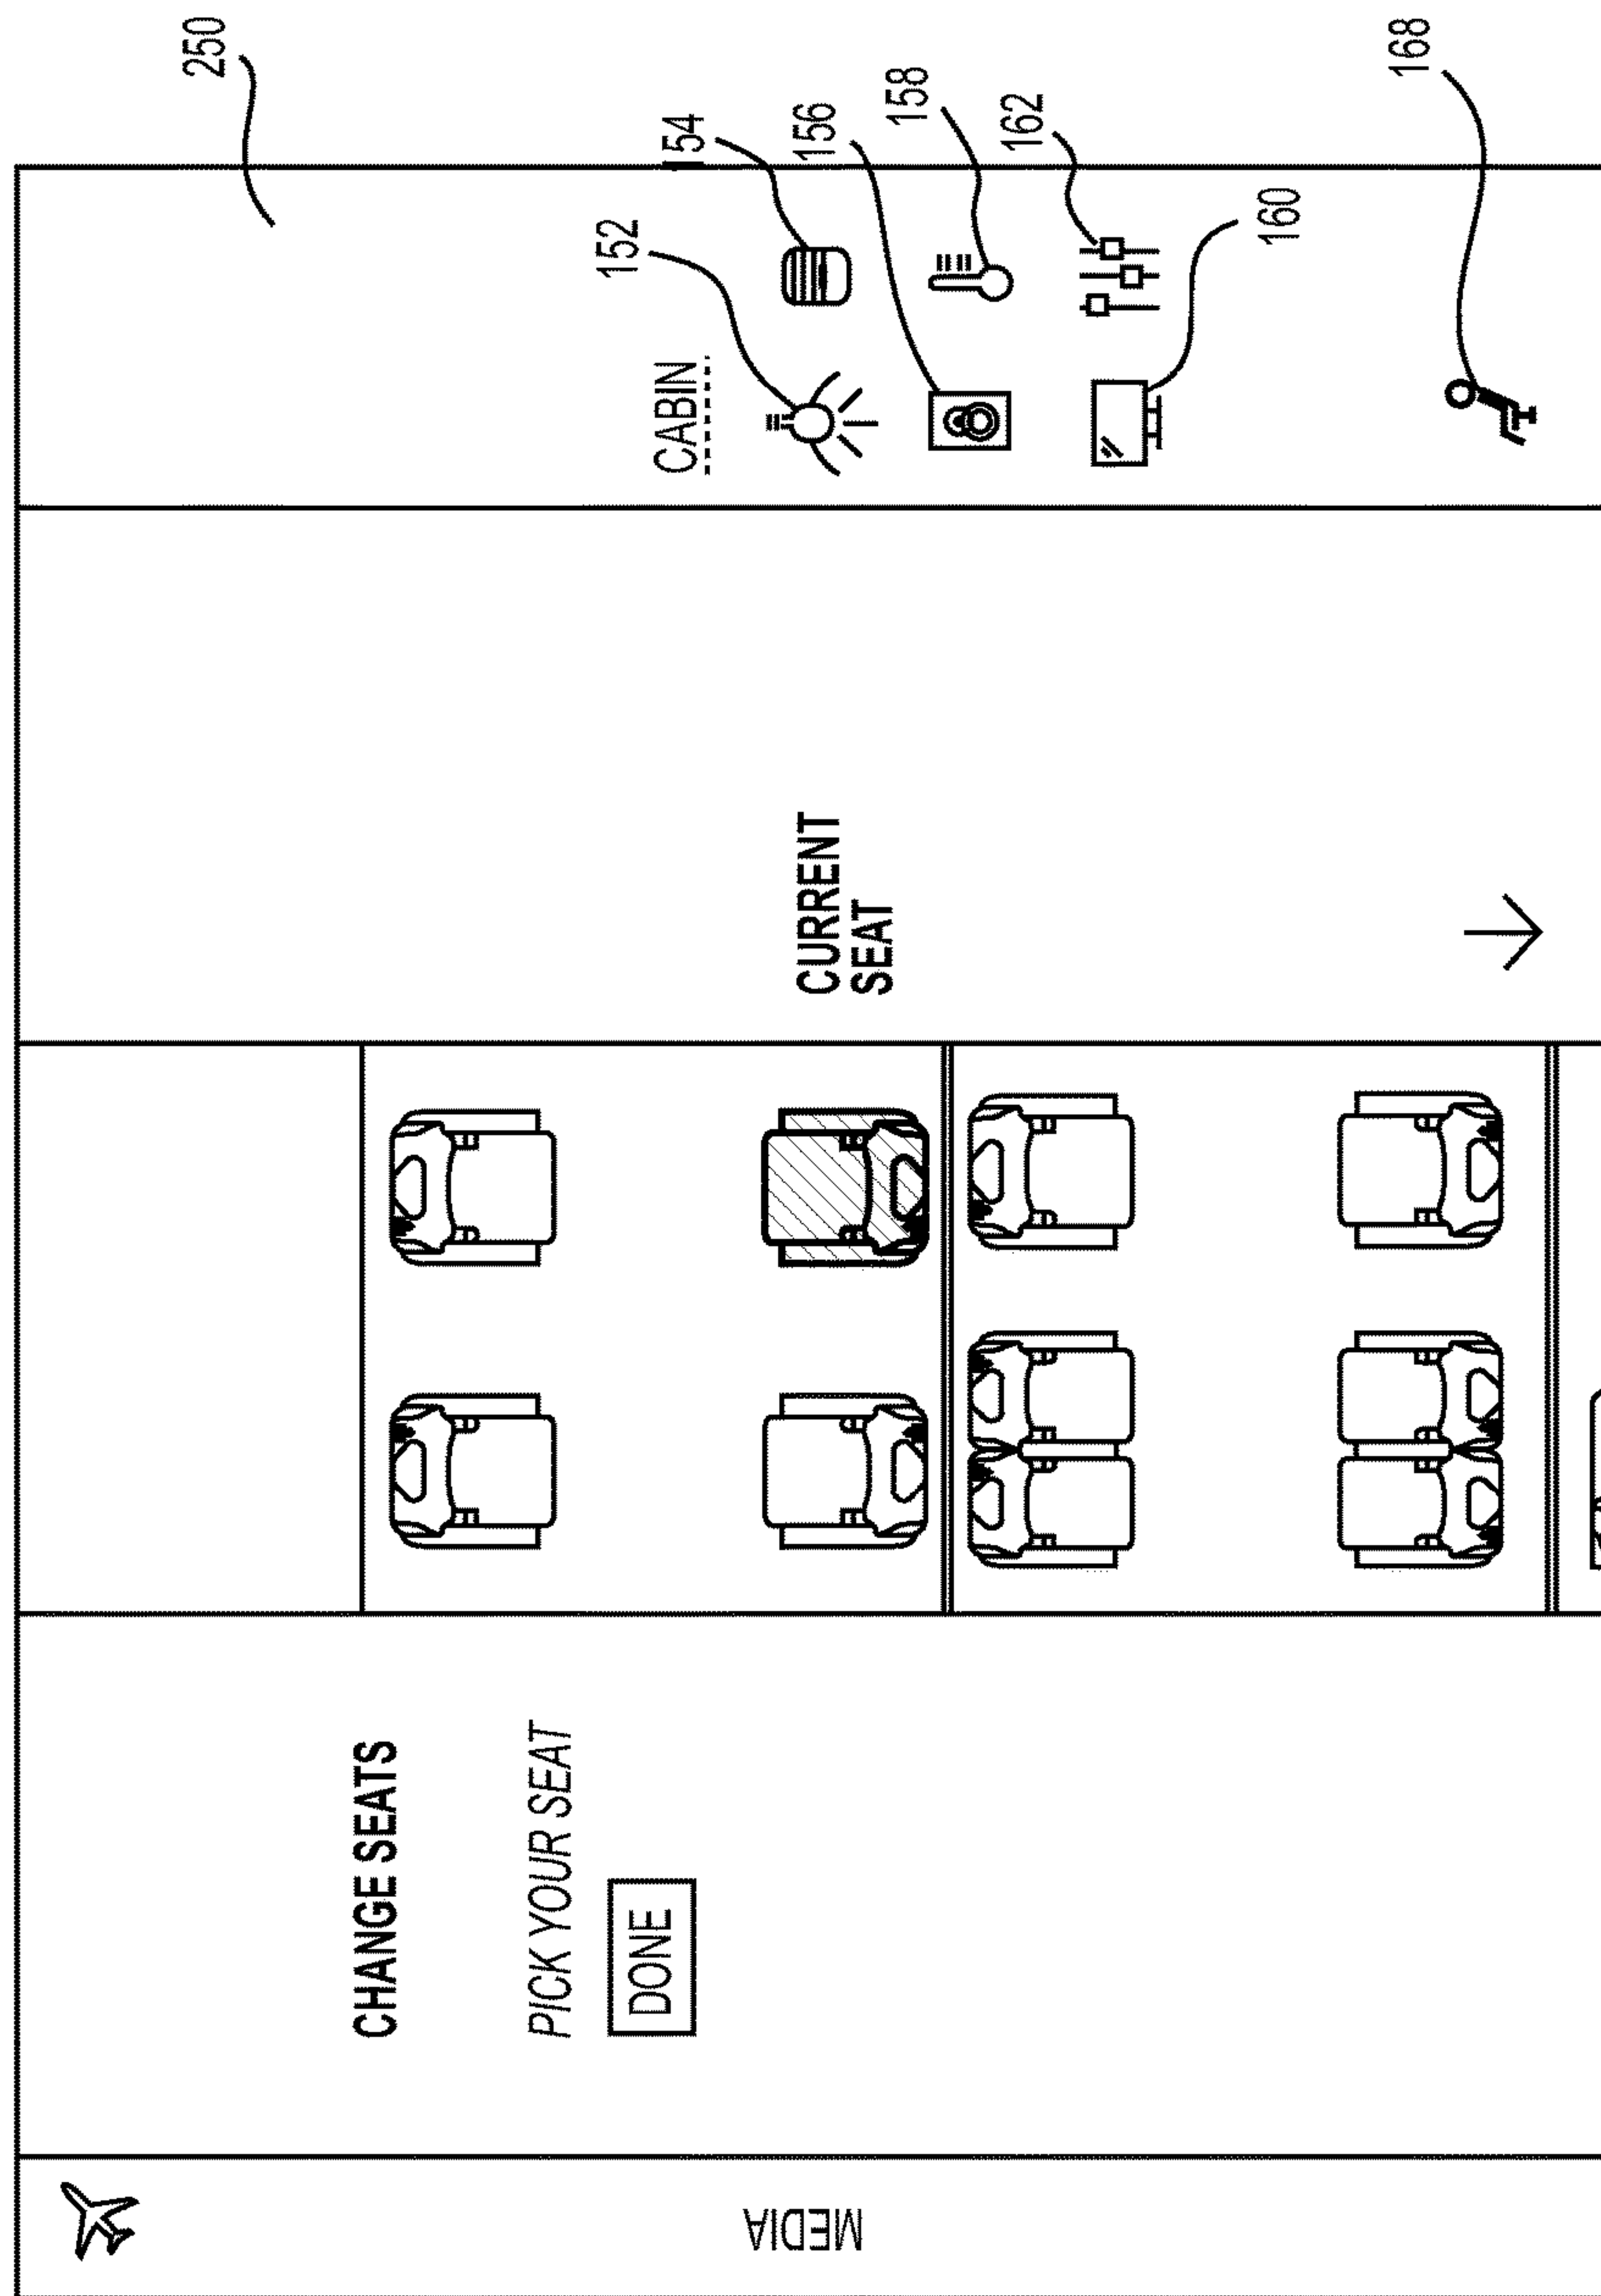 CHANGE SEATS
PICK YOUR SEAT
DONE
MEDIA
CURRENT
SEAT
CABIN
250
152
154
156
158
162
160
168